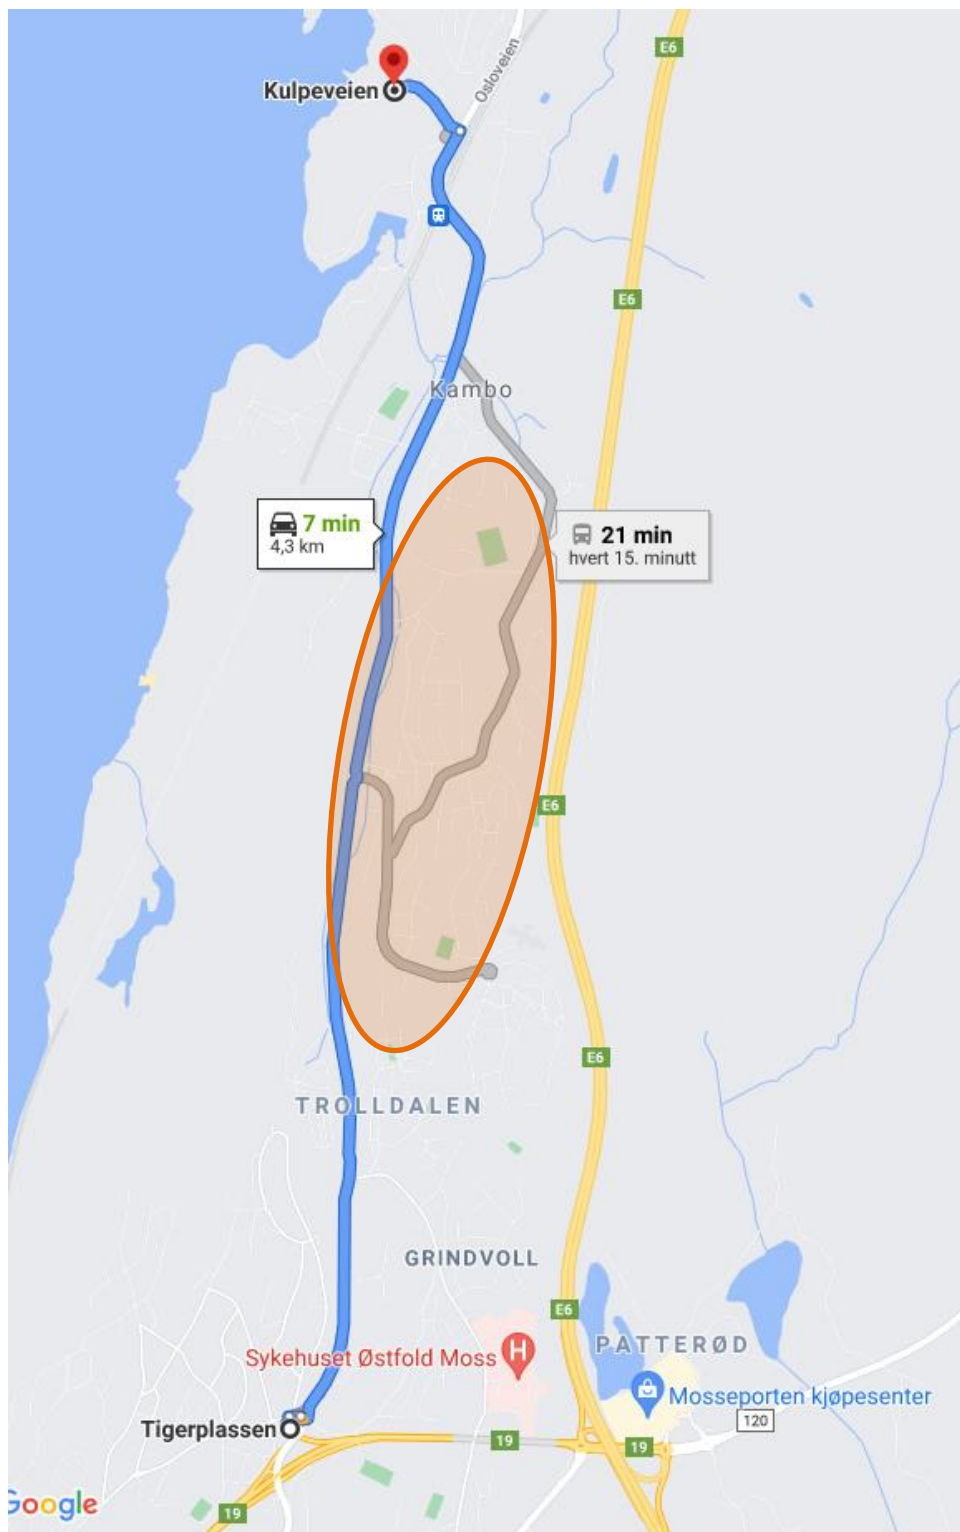 E6
Osloveien
Kulpeveien
E6
Kambo
7 min
4,3 km
21 min
hvert 15. minutt
E6
E6
TROLLDALEN
GRINDVOLL
E6
PATTERØD
Sykehuset Østfold Moss
H
Mosseporten kjøpesenter
120
Tigerplassen
19
19
19
Google